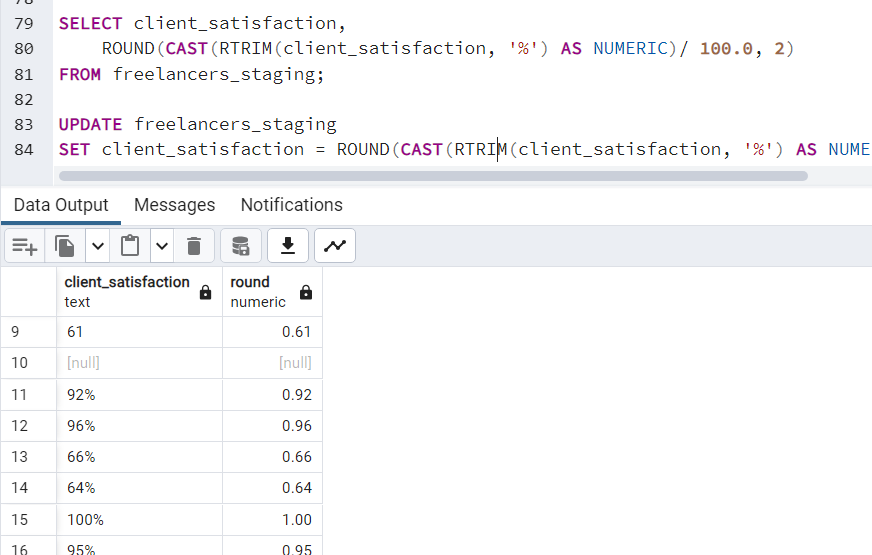 79 SELECT client_satisfaction,
80 ROUND(CAST(RTRIM(client_satisfaction, '%') AS NUMERIC)/ 100.0, 2)
81 FROM freelancers_staging;
82
83 UPDATE freelancers_staging
84 SET client_satisfaction = ROUND(CAST(RTRIM(client_satisfaction, '%') AS NUME
Data Output Messages Notifications
client_satisfaction round
text numeric
9 61 0.61
10 [null] [null]
11 92% 0.92
12 96% 0.96
13 66% 0.66
14 64% 0.64
15 100% 1.00
16 95% 0.95